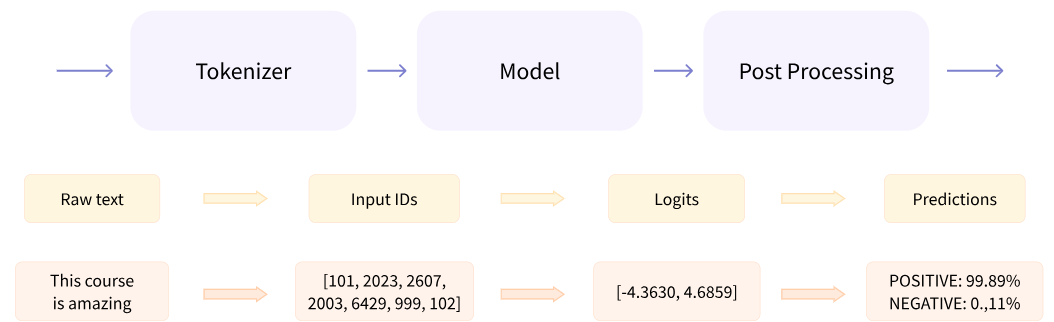 Tokenizer
Model
Post Processing
Raw text
Input IDs
Logits
Predictions
This course
is amazing
[101, 2023, 2607,
2003, 6429, 999, 102]
[-4.3630, 4.6859]
POSITIVE: 99.89%
NEGATIVE: 0.,11%